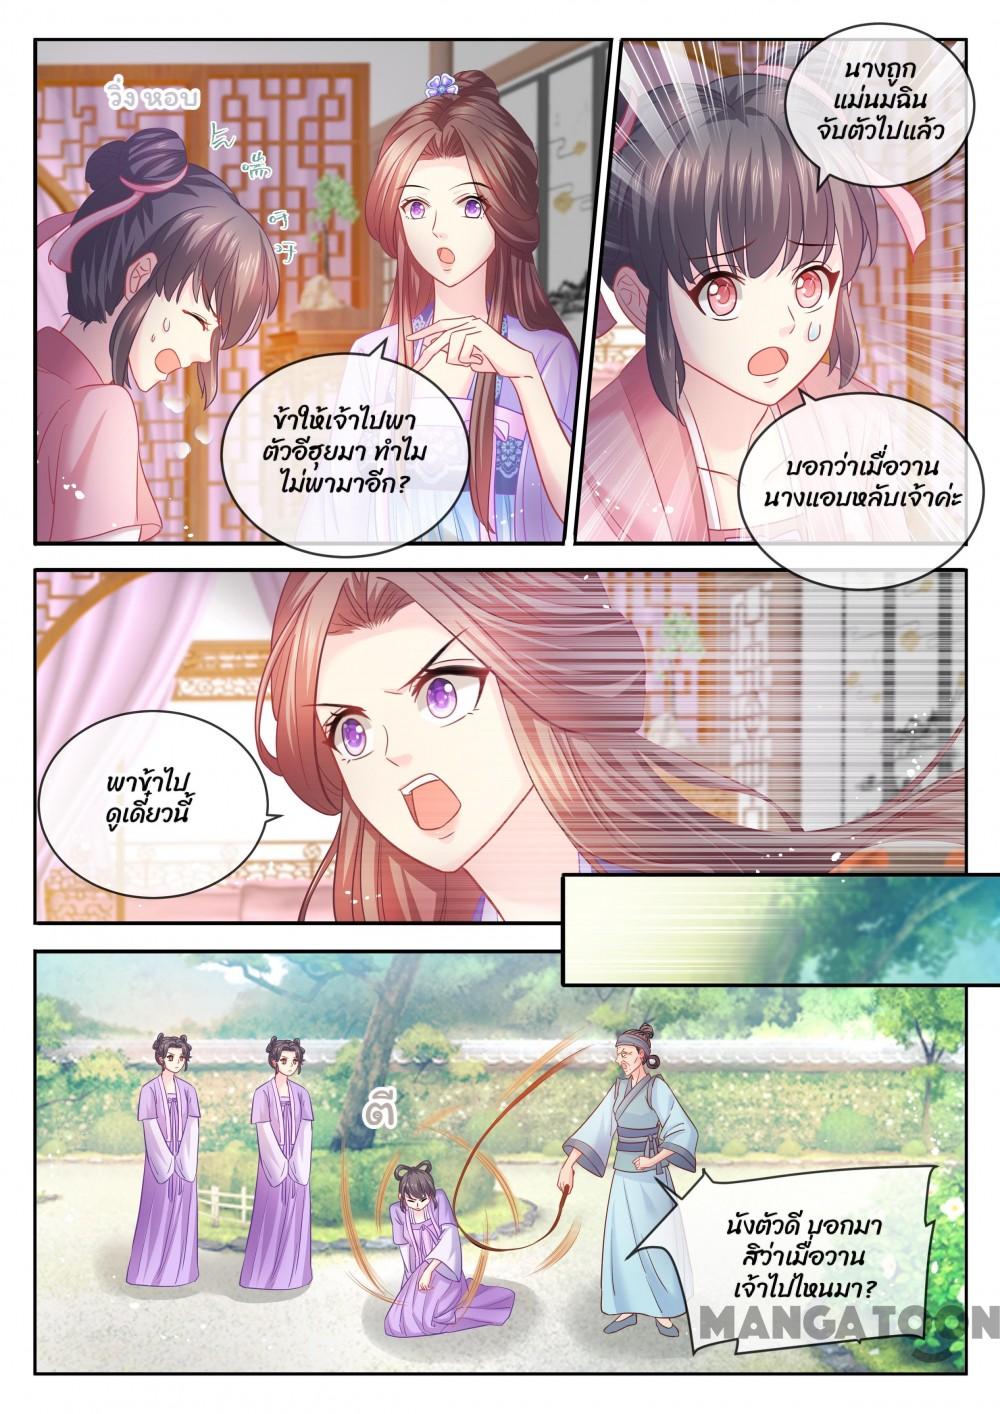 วิ่ง หอบ
ข้าให้เจ้าไปพา
ตัวอีฮุยมา ทำไม
ไม่พามาอีก?
นางถูก
แม่นมฉิน
จับตัวไปแล้ว
บอกว่าเมื่อวาน
นางแอบหลับเจ้าค่ะ
พาข้าไป
ดูเดี๋ยวนี้
ตี
นังตัวดี บอกมา
สิว่าเมื่อวาน
เจ้าไปไหนมา?
MANGATOON